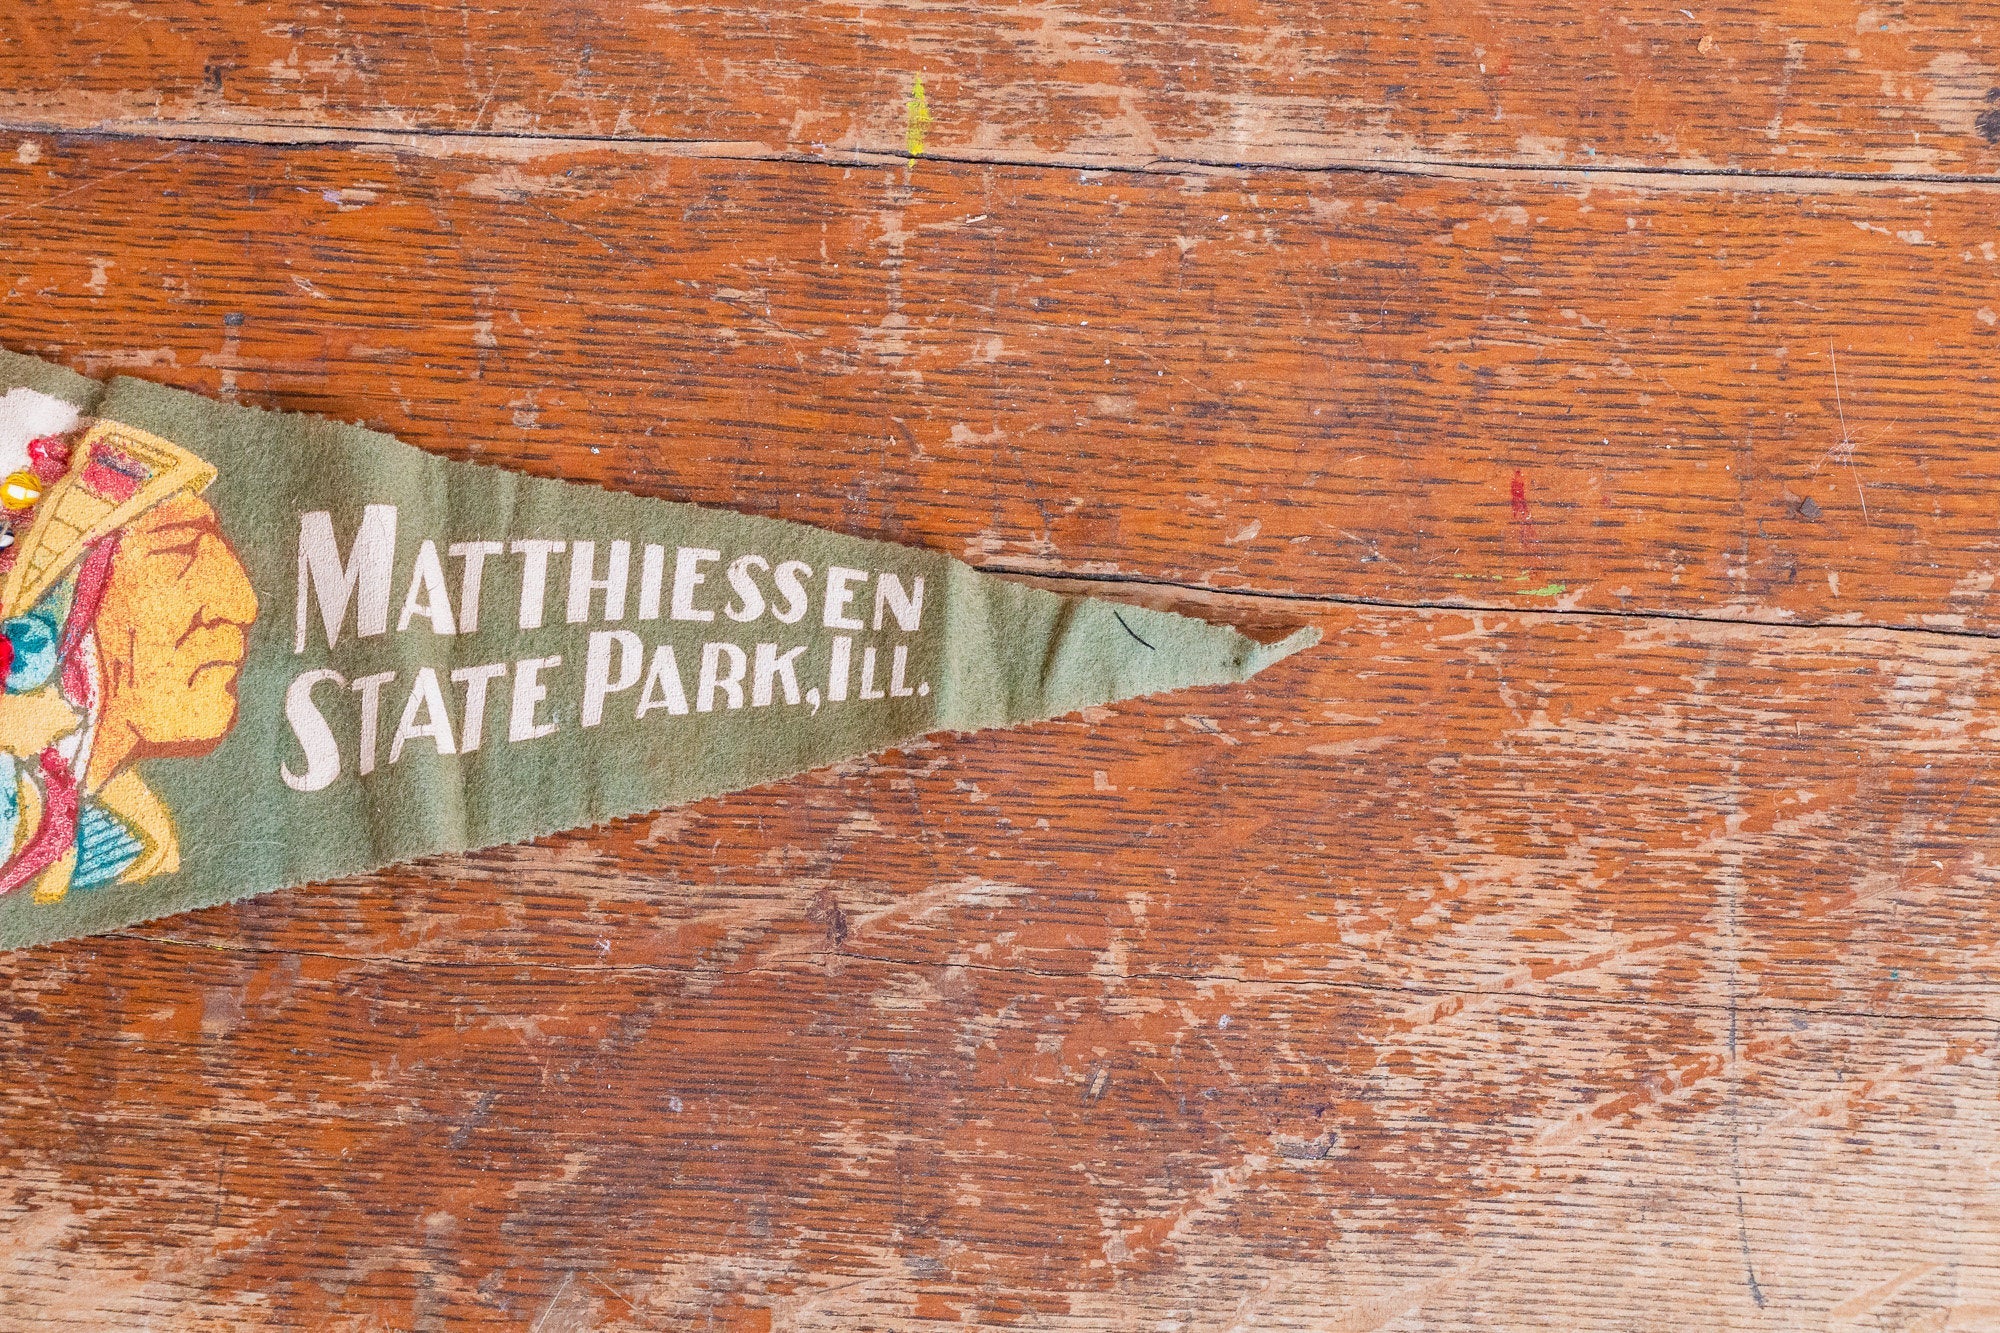 MATTHIESSEN
STATE PARK, ILL.